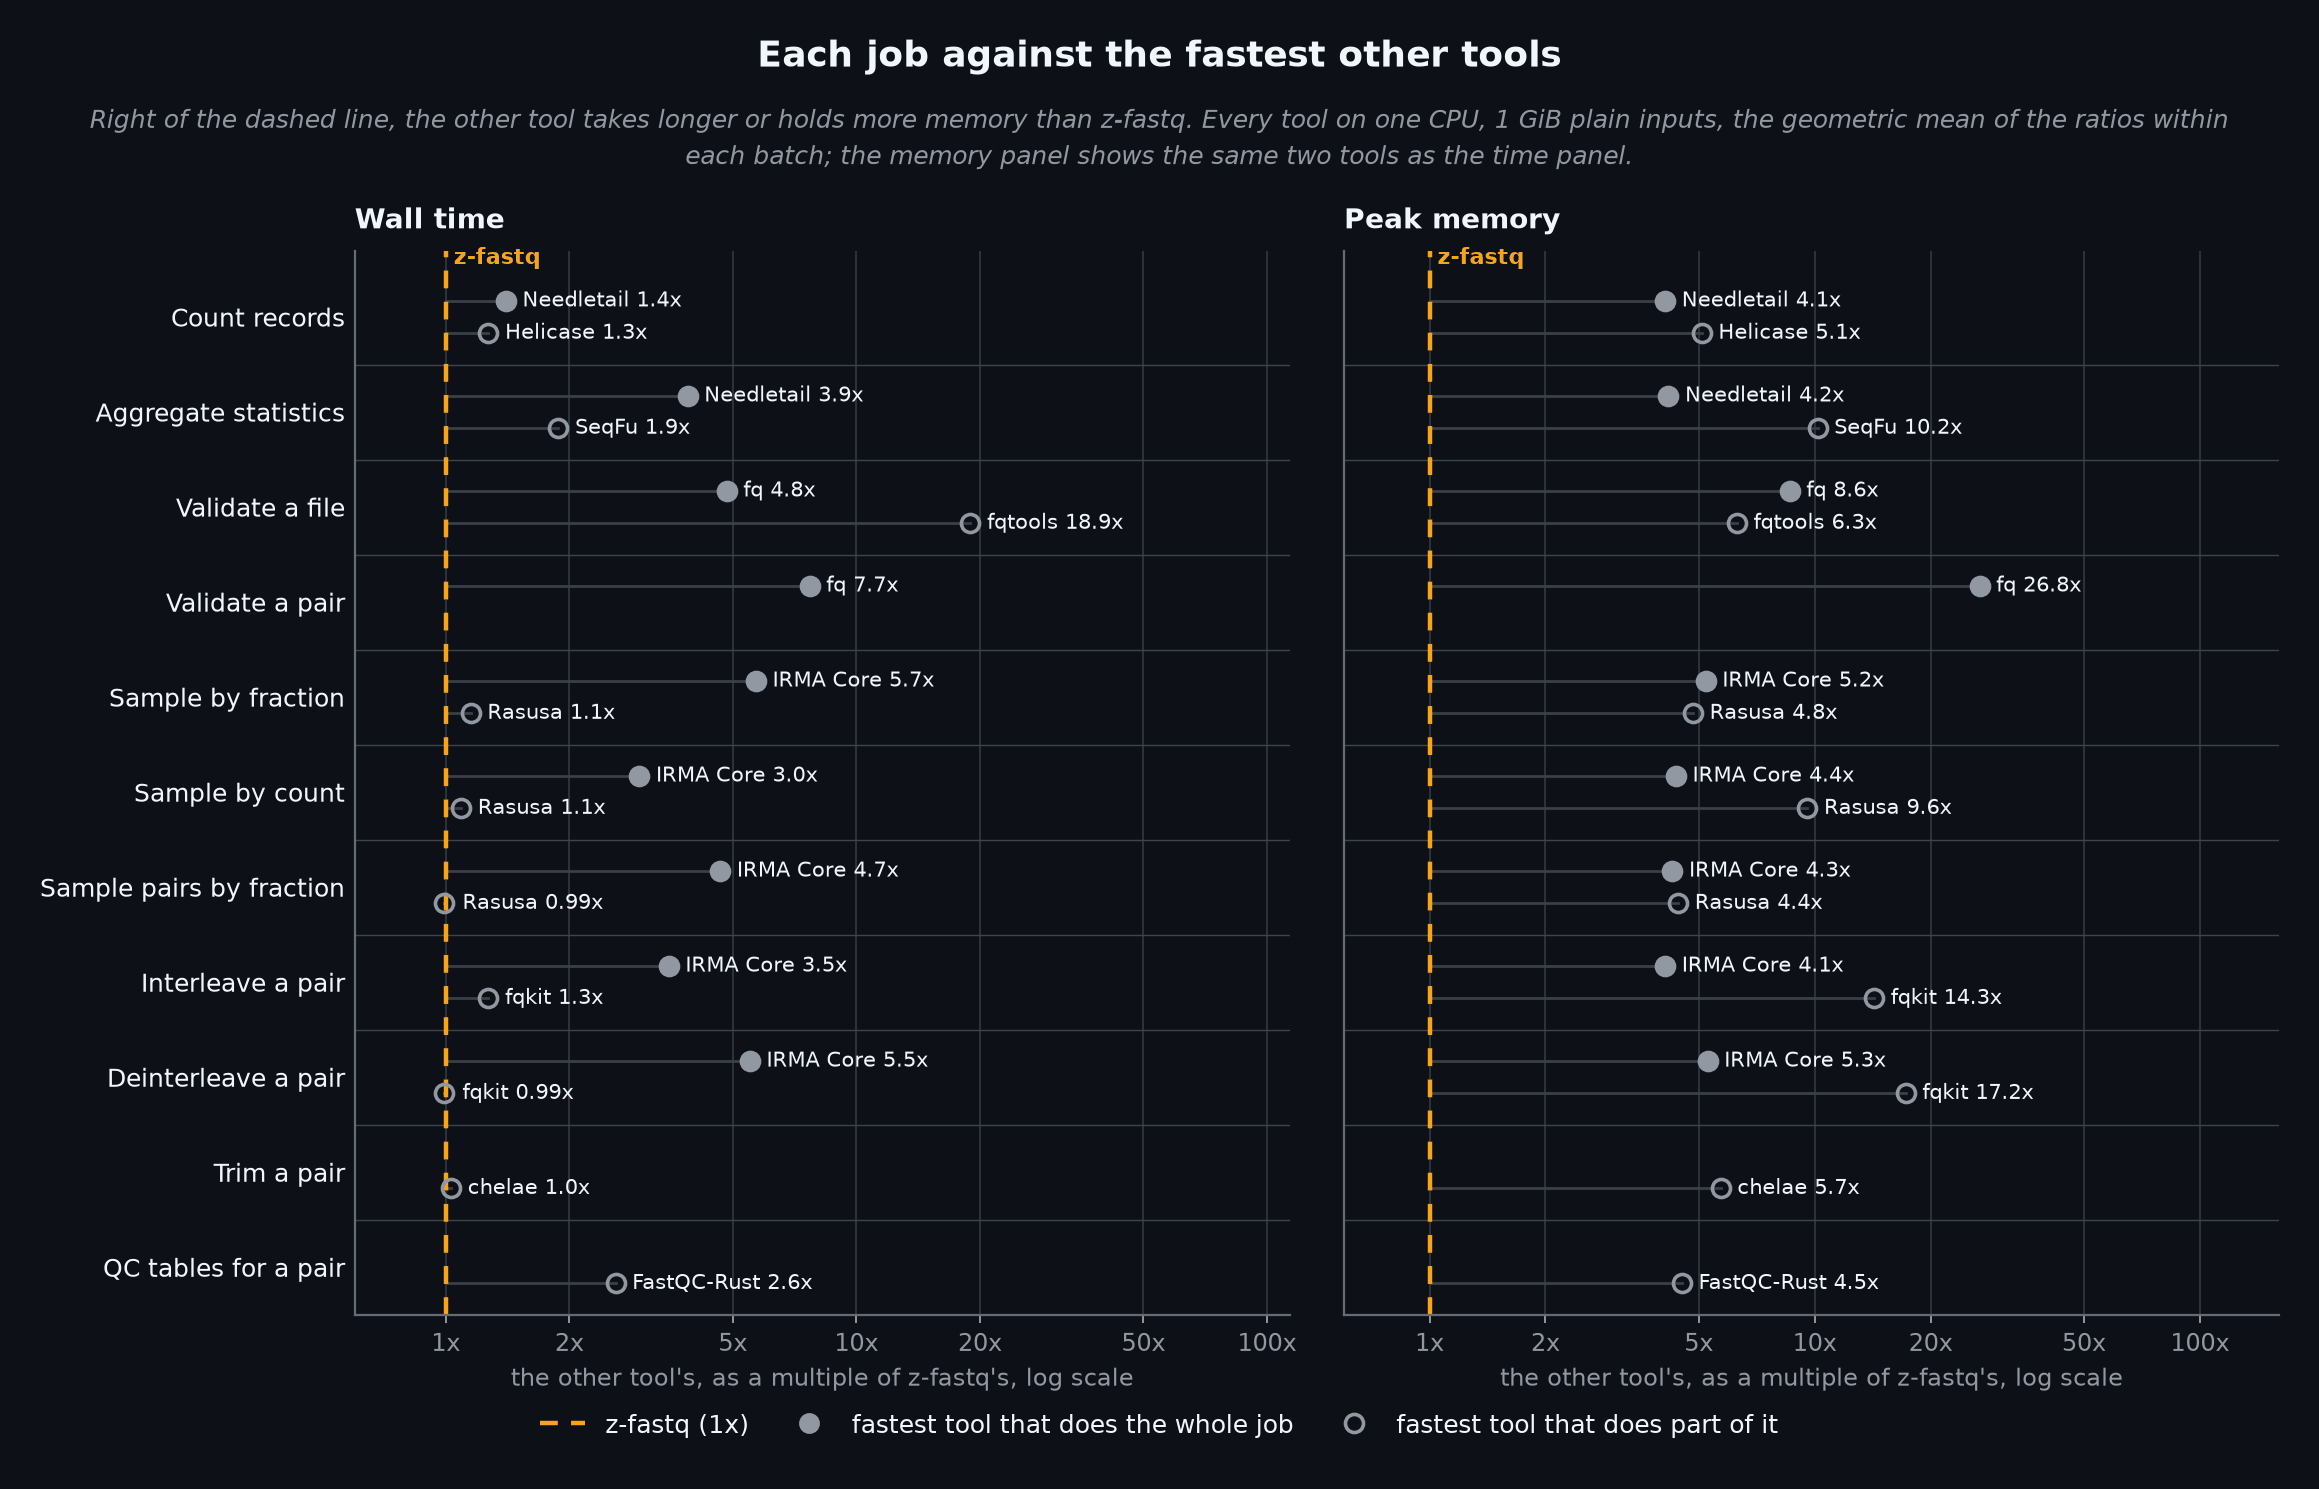 Each job against the fastest other tools
Right of the dashed line, the other tool takes longer or holds more memory than z-fastq. Every tool on one CPU, 1 GiB plain inputs, the geometric mean of the ratios within
each batch; the memory panel shows the same two tools as the time panel.
Wall time
z-fastq
Count records
Needletail 1.4x
Helicase 1.3x
Aggregate statistics
Needletail 3.9x
SeqFu 1.9x
Validate a file
fq 4.8x
fqtools 18.9x
Validate a pair
fq 7.7x
Sample by fraction
IRMA Core 5.7x
Rasusa 1.1x
Sample by count
IRMA Core 3.0x
Rasusa 1.1x
Sample pairs by fraction
IRMA Core 4.7x
Rasusa 0.99x
Interleave a pair
IRMA Core 3.5x
fqkit 1.3x
Deinterleave a pair
IRMA Core 5.5x
fqkit 0.99x
Trim a pair
chelae 1.0x
QC tables for a pair
FastQC-Rust 2.6x
1x 2x 5x 10x 20x 50x 100x
the other tool's, as a multiple of z-fastq's, log scale
Peak memory
z-fastq
Needletail 4.1x
Helicase 5.1x
Needletail 4.2x
SeqFu 10.2x
fq 8.6x
fqtools 6.3x
fq 26.8x
IRMA Core 5.2x
Rasusa 4.8x
IRMA Core 4.4x
Rasusa 9.6x
IRMA Core 4.3x
Rasusa 4.4x
IRMA Core 4.1x
fqkit 14.3x
IRMA Core 5.3x
fqkit 17.2x
chelae 5.7x
FastQC-Rust 4.5x
1x 2x 5x 10x 20x 50x 100x
the other tool's, as a multiple of z-fastq's, log scale
z-fastq (1x) fastest tool that does the whole job fastest tool that does part of it